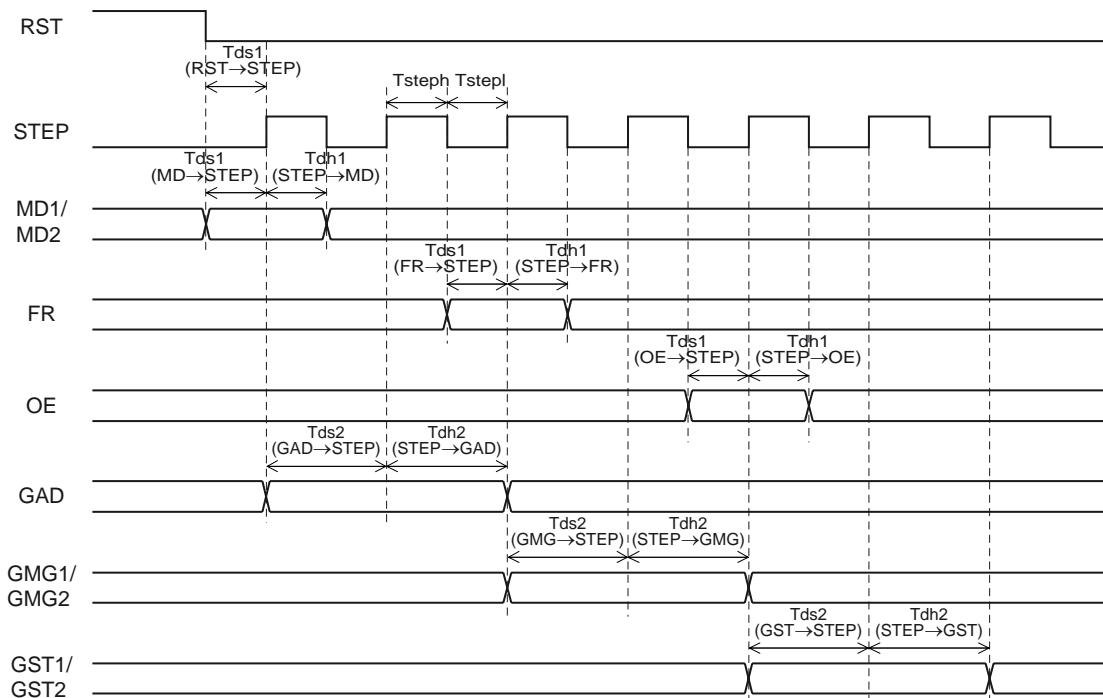 RST
Tds1
(RST→STEP)
Tsteph Tstepl
STEP
Tds1 Tdh1
(MD→STEP) (STEP→MD)
MD1/
MD2
Tds1 Tdh1
(FR→STEP) (STEP→FR)
FR
Tds1 Tdh1
(OE→STEP) (STEP→OE)
OE
Tds2 Tdh2
(GAD→STEP) (STEP→GAD)
GAD
Tds2 Tdh2
(GMG→STEP) (STEP→GMG)
GMG1/
GMG2
Tds2 Tdh2
(GST→STEP) (STEP→GST)
GST1/
GST2